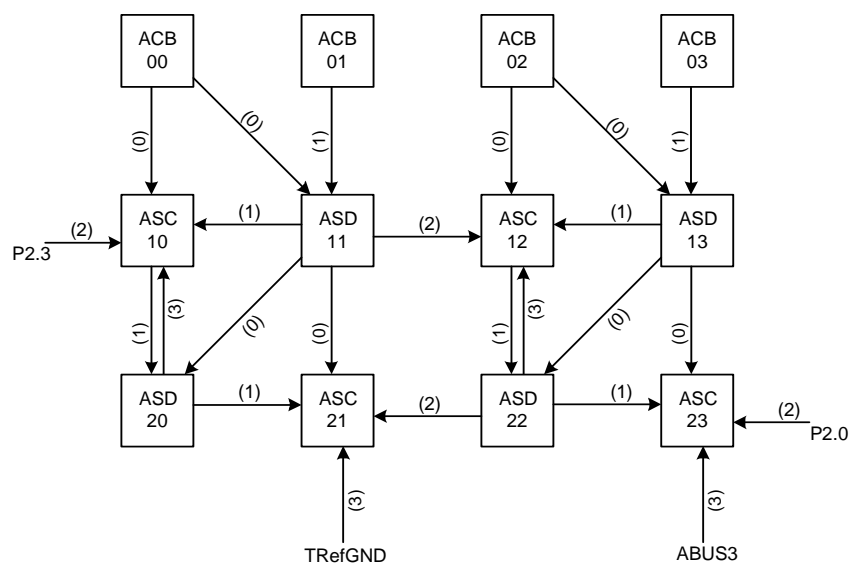 ACB
00
ACB
01
ACB
02
ACB
03
(0)
(0)
(1)
(0)
(0)
(1)
P2.3
(2)
ASC
10
(1)
ASD
11
(2)
ASC
12
(1)
ASD
13
(1)
(3)
(0)
(0)
(1)
(3)
(0)
(0)
ASD
20
(1)
ASC
21
(2)
ASD
22
(1)
ASC
23
(2)
P2.0
(3)
(3)
TRefGND
ABUS3